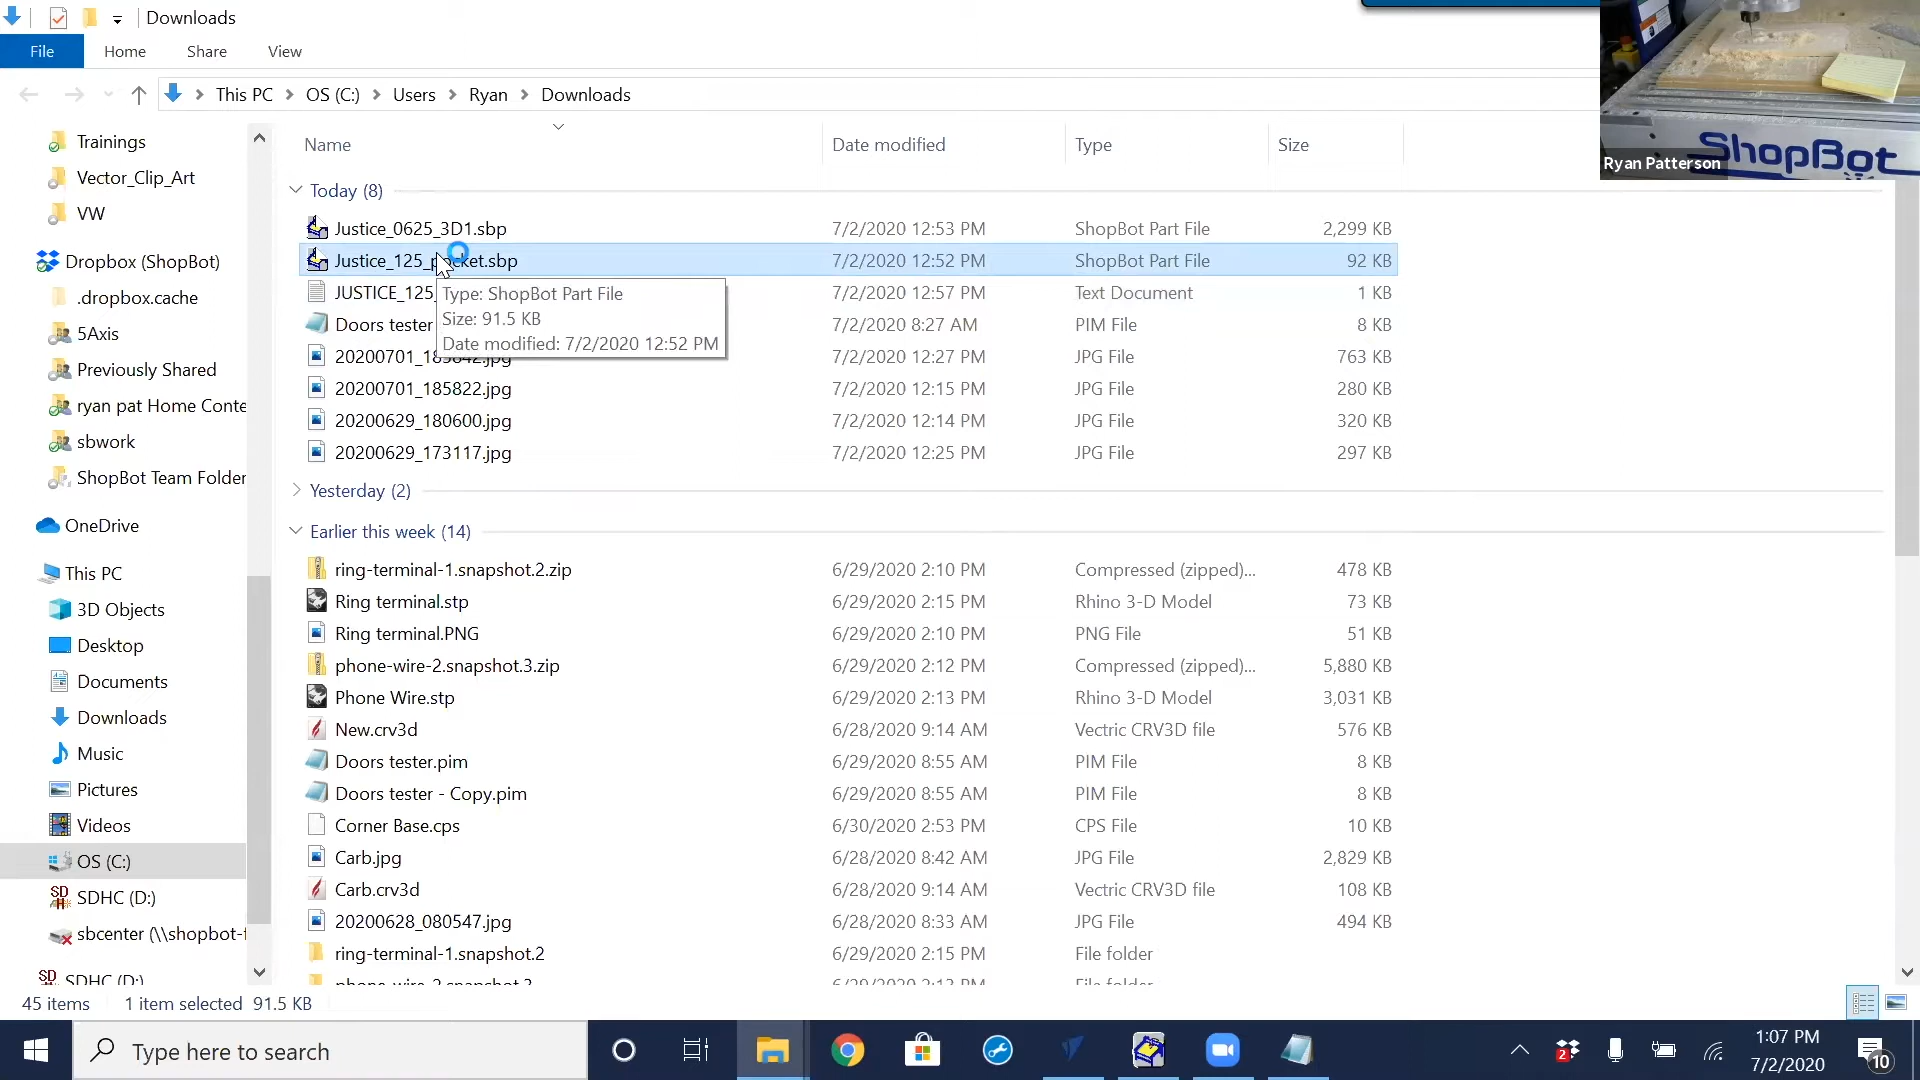 Downloads
File Home Share View
This PC OS (C:) Users Ryan Downloads
Ryan Patterson
ShopBot
Name Date modified Type Size
Trainings
Vector_Clip_Art
VW
Dropbox (ShopBot)
.dropbox.cache
5Axis
Previously Shared
ryan pat Home Conte
sbwork
ShopBot Team Folder
OneDrive
This PC
3D Objects
Desktop
Documents
Downloads
Music
Pictures
Videos
OS (C:)
SDHC (D:)
sbcenter (\\shopbot-f
SDHC (D:)
Today (8)
Justice_0625_3D1.sbp 7/2/2020 12:53 PM ShopBot Part File 2,299 KB
Justice_125_pocket.sbp 7/2/2020 12:52 PM ShopBot Part File 92 KB
JUSTICE_125_ 7/2/2020 12:57 PM Text Document 1 KB
Doors tester 7/2/2020 8:27 AM PIM File 8 KB
20200701_185642.jpg 7/2/2020 12:27 PM JPG File 763 KB
20200701_185822.jpg 7/2/2020 12:15 PM JPG File 280 KB
20200629_180600.jpg 7/2/2020 12:14 PM JPG File 320 KB
20200629_173117.jpg 7/2/2020 12:25 PM JPG File 297 KB
Type: ShopBot Part File
Size: 91.5 KB
Date modified: 7/2/2020 12:52 PM
Yesterday (2)
Earlier this week (14)
ring-terminal-1.snapshot.2.zip 6/29/2020 2:10 PM Compressed (zipped)... 478 KB
Ring terminal.stp 6/29/2020 2:15 PM Rhino 3-D Model 73 KB
Ring terminal.PNG 6/29/2020 2:10 PM PNG File 51 KB
phone-wire-2.snapshot.3.zip 6/29/2020 2:12 PM Compressed (zipped)... 5,880 KB
Phone Wire.stp 6/29/2020 2:13 PM Rhino 3-D Model 3,031 KB
New.crv3d 6/28/2020 9:14 AM Vectric CRV3D file 576 KB
Doors tester.pim 6/29/2020 8:55 AM PIM File 8 KB
Doors tester - Copy.pim 6/29/2020 8:55 AM PIM File 8 KB
Corner Base.cps 6/30/2020 2:53 PM CPS File 10 KB
Carb.jpg 6/28/2020 8:42 AM JPG File 2,829 KB
Carb.crv3d 6/28/2020 9:14 AM Vectric CRV3D file 108 KB
20200628_080547.jpg 6/28/2020 8:33 AM JPG File 494 KB
ring-terminal-1.snapshot.2 6/29/2020 2:15 PM File folder
phone-wire-2.snapshot.3 6/29/2020 2:13 PM File folder
45 items 1 item selected 91.5 KB
Type here to search
2
1:07 PM
7/2/2020
10